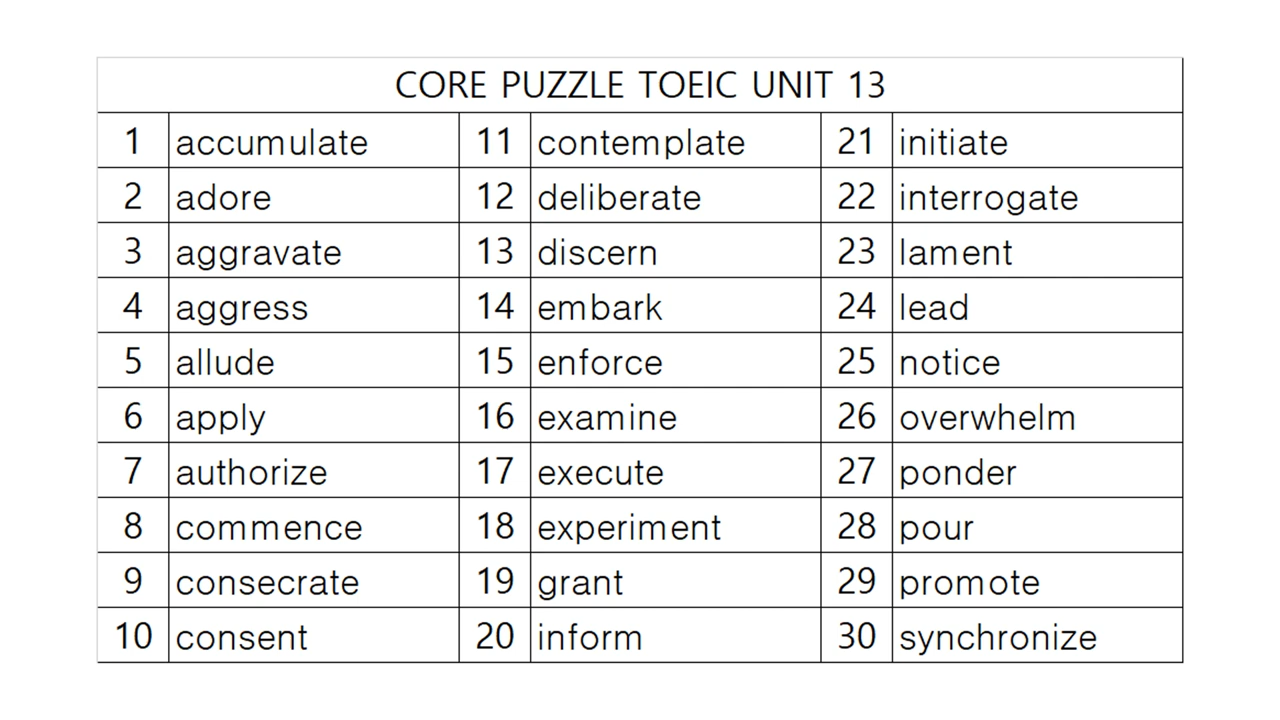 CORE PUZZLE TOEIC UNIT 13
1 accumulate 11 contemplate 21 initiate
2 adore 12 deliberate 22 interrogate
3 aggravate 13 discern 23 lament
4 aggress 14 embark 24 lead
5 allude 15 enforce 25 notice
6 apply 16 examine 26 overwhelm
7 authorize 17 execute 27 ponder
8 commence 18 experiment 28 pour
9 consecrate 19 grant 29 promote
10 consent 20 inform 30 synchronize